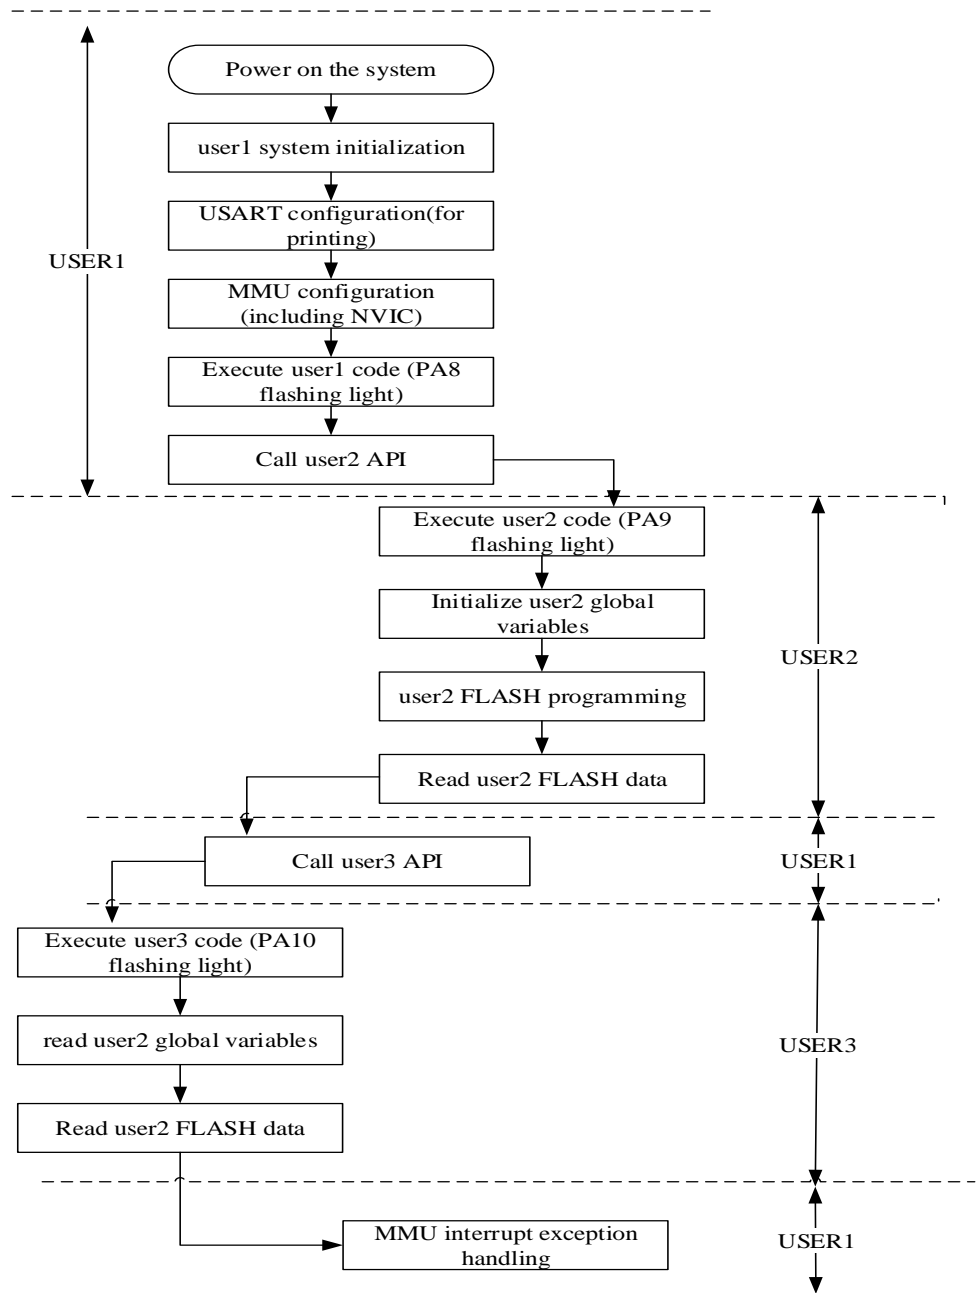 Power on the system
user1 system initialization
USART configuration(for
printing)
USER1
MMU configuration
(including NVIC)
Execute user1 code (PA8
flashing light)
Call user2 API
Execute user2 code (PA9
flashing light)
Initialize user2 global
variables
USER2
user2 FLASH programming
Read user2 FLASH data
Call user3 API
USER1
Execute user3 code (PA10
flashing light)
read user2 global variables
USER3
Read user2 FLASH data
MMU interrupt exception
handling
USER1